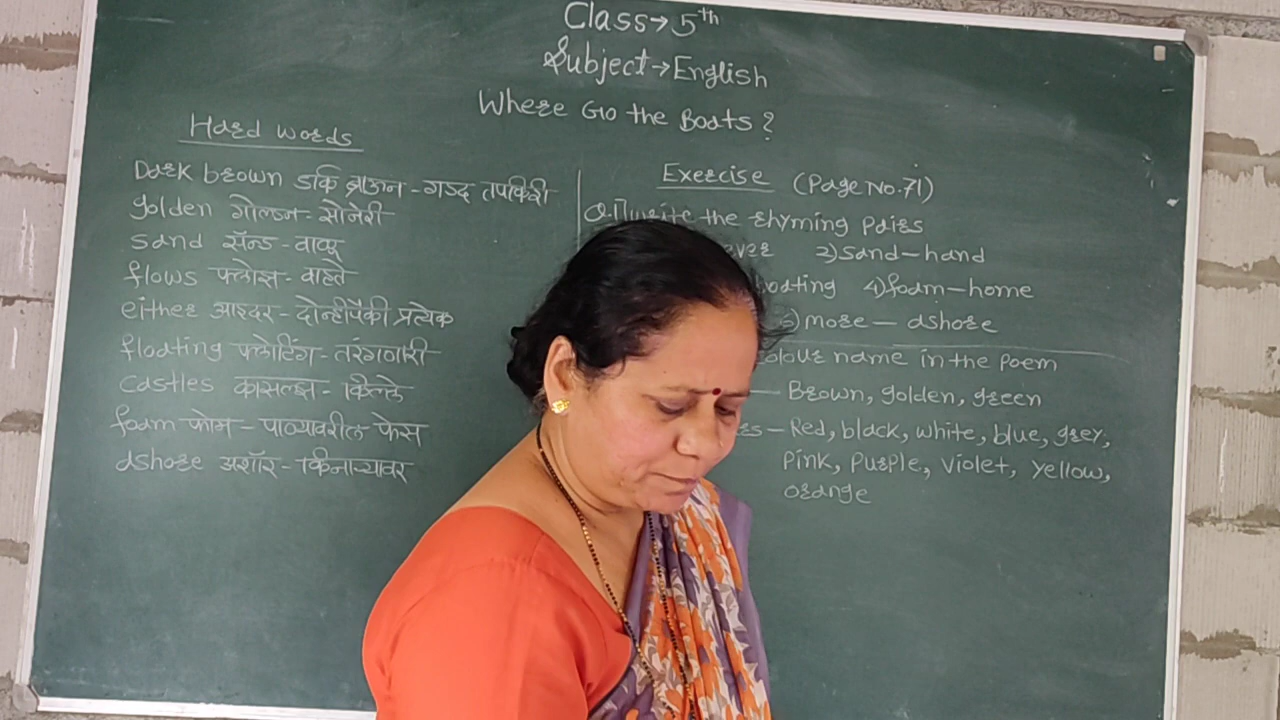 Class→5th
Subject→English
Where Go the Boats?
Hard words
Dark brown डार्क ब्राऊन - गडद तपकिरी
golden गोल्डन - सोनेरी
sand सॅन्ड - वाळू
flows फ्लोझ - वाहते
either आइदर - दोन्हीपैकी प्रत्येक
floating फ्लोटिंग - तरंगणारी
castles कासल्झ - किल्ले
foam फोम - पाण्यावरील फेस
ashore अशॉर - किनाऱ्यावर
Exercise (Page No.71)
Q.1) write the rhyming pairs
2) sand - hand
4) foam - home
more - ashore
colour name in the poem
- Brown, golden, green
- Red, black, white, blue, grey,
Pink, Purple, violet, yellow,
orange